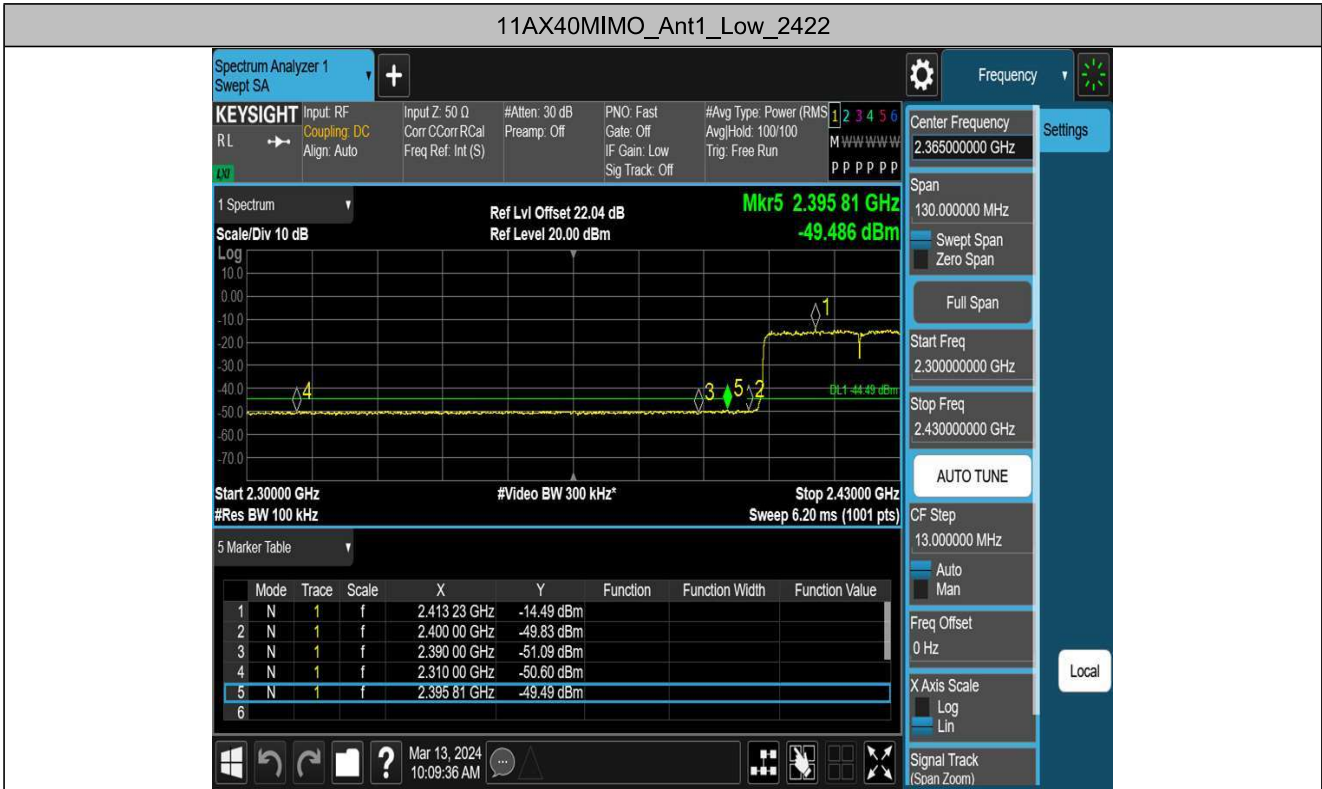 11AX40MIMO_Ant1_Low_2422
Spectrum Analyzer 1
Swept SA
+
Frequency
KEYSIGHT
RL
LXI
Input: RF
Coupling: DC
Align: Auto
Input Z: 50 Ω
Corr CCorr RCal
Freq Ref: Int (S)
#Atten: 30 dB
Preamp: Off
PNO: Fast
Gate: Off
IF Gain: Low
Sig Track: Off
#Avg Type: Power (RMS
Avg|Hold: 100/100
Trig: Free Run
1 2 3 4 5 6
M W W W W W
P P P P P P
1 Spectrum
Scale/Div 10 dB
Ref Lvl Offset 22.04 dB
Ref Level 20.00 dBm
Mkr5 2.395 81 GHz
-49.486 dBm
Log
10.0
0.00
-10.0
-20.0
-30.0
-40.0
-50.0
-60.0
-70.0
1
4
3
5
2
DL1 -44.49 dBm
Start 2.30000 GHz
#Res BW 100 kHz
#Video BW 300 kHz*
Stop 2.43000 GHz
Sweep 6.20 ms (1001 pts)
5 Marker Table
Mode Trace Scale X Y Function Function Width Function Value
1 N 1 f 2.413 23 GHz -14.49 dBm
2 N 1 f 2.400 00 GHz -49.83 dBm
3 N 1 f 2.390 00 GHz -51.09 dBm
4 N 1 f 2.310 00 GHz -50.60 dBm
5 N 1 f 2.395 81 GHz -49.49 dBm
6
?
Mar 13, 2024
10:09:36 AM
Center Frequency
2.365000000 GHz
Settings
Span
130.000000 MHz
Swept Span
Zero Span
Full Span
Start Freq
2.300000000 GHz
Stop Freq
2.430000000 GHz
AUTO TUNE
CF Step
13.000000 MHz
Auto
Man
Freq Offset
0 Hz
Local
X Axis Scale
Log
Lin
Signal Track
(Span Zoom)